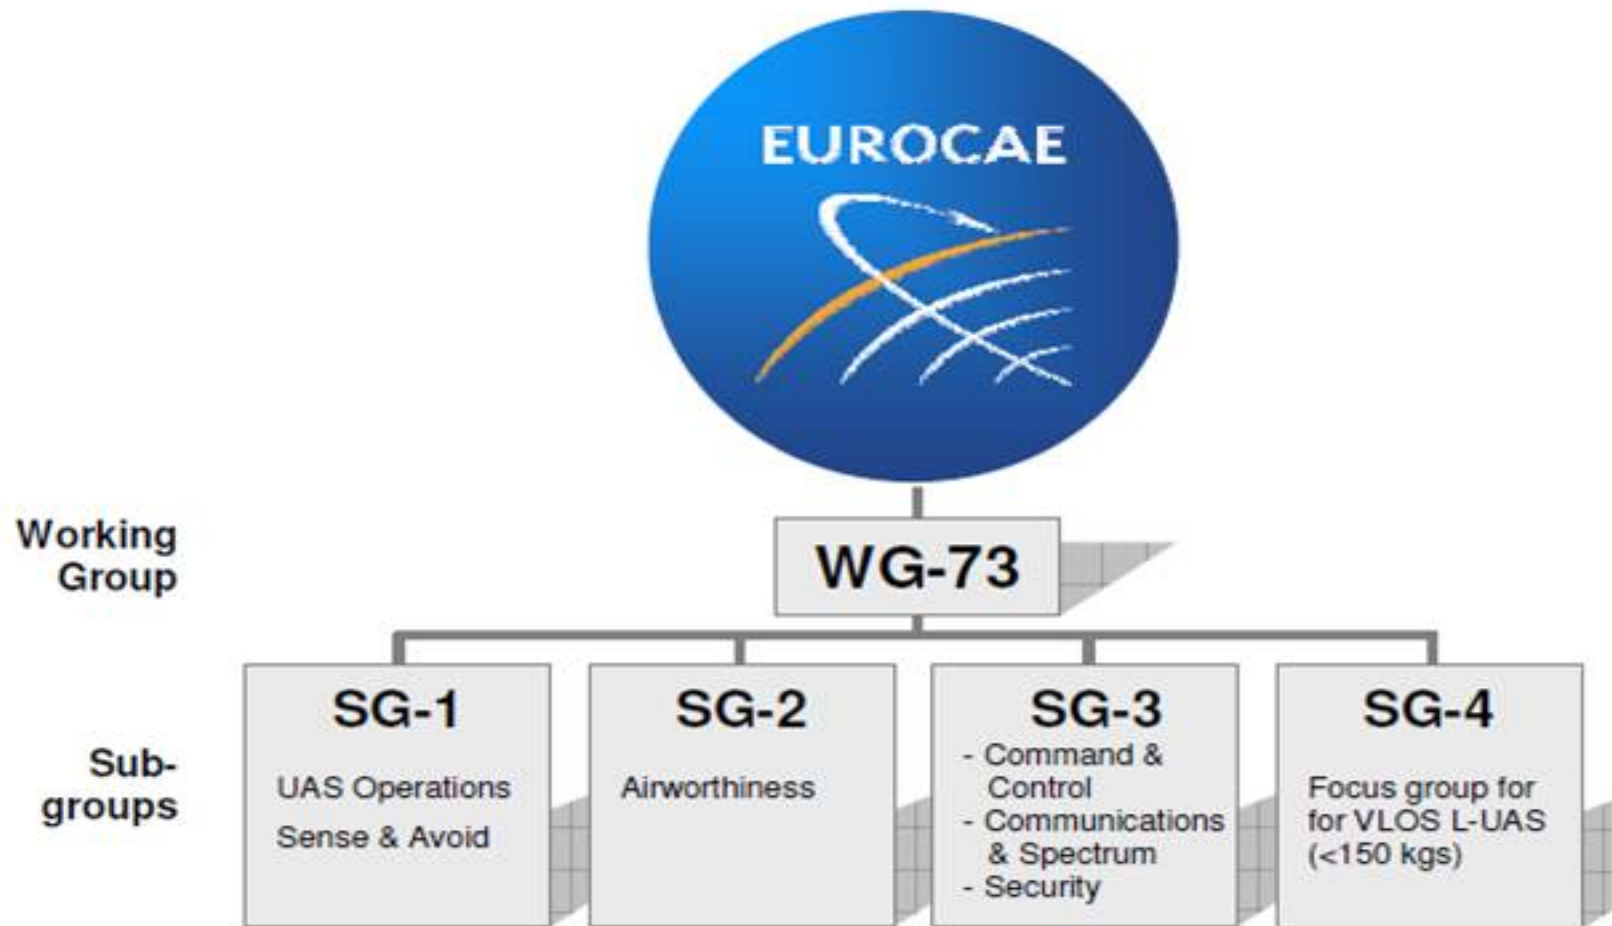 EUROCAE
Working
Group
WG-73
Sub-
groups
SG-1
UAS Operations
Sense & Avoid
SG-2
Airworthiness
SG-3
- Command &
Control
- Communications
& Spectrum
- Security
SG-4
Focus group for
for VLOS L-UAS
(<150 kgs)